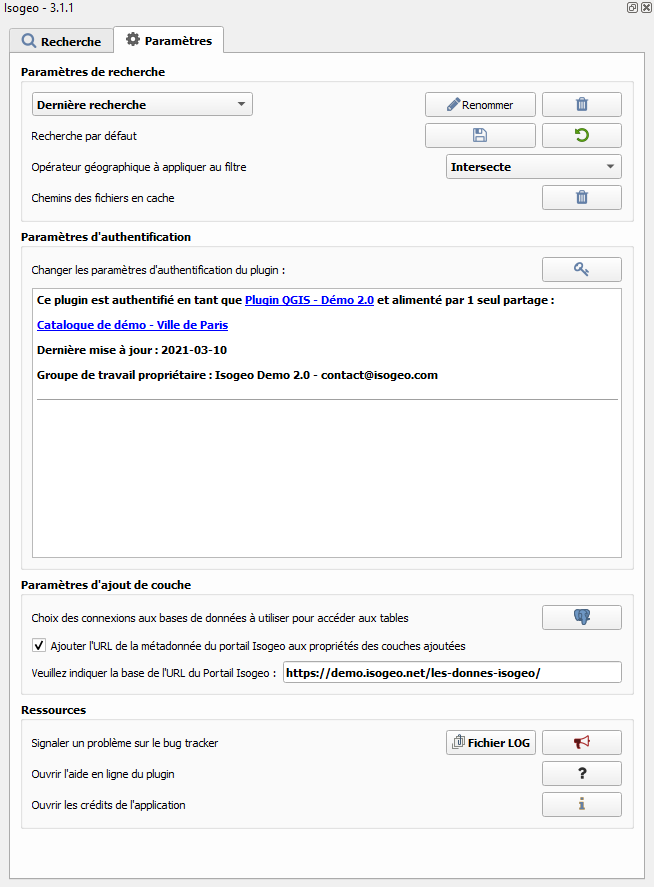 Isogeo - 3.1.1
Recherche
Paramètres
Paramètres de recherche
Dernière recherche
Renommer
Recherche par défaut
Opérateur géographique à appliquer au filtre
Intersecte
Chemins des fichiers en cache
Paramètres d'authentification
Changer les paramètres d'authentification du plugin :
Ce plugin est authentifié en tant que Plugin QGIS - Démo 2.0 et alimenté par 1 seul partage :
Catalogue de démo - Ville de Paris
Dernière mise à jour : 2021-03-10
Groupe de travail propriétaire : Isogeo Demo 2.0 - contact@isogeo.com
Paramètres d'ajout de couche
Choix des connexions aux bases de données à utiliser pour accéder aux tables
Ajouter l'URL de la métadonnée du portail Isogeo aux propriétés des couches ajoutées
Veuillez indiquer la base de l'URL du Portail Isogeo : https://demo.isogeo.net/les-donnes-isogeo/
Ressources
Signaler un problème sur le bug tracker
Fichier LOG
Ouvrir l'aide en ligne du plugin
?
Ouvrir les crédits de l'application
i